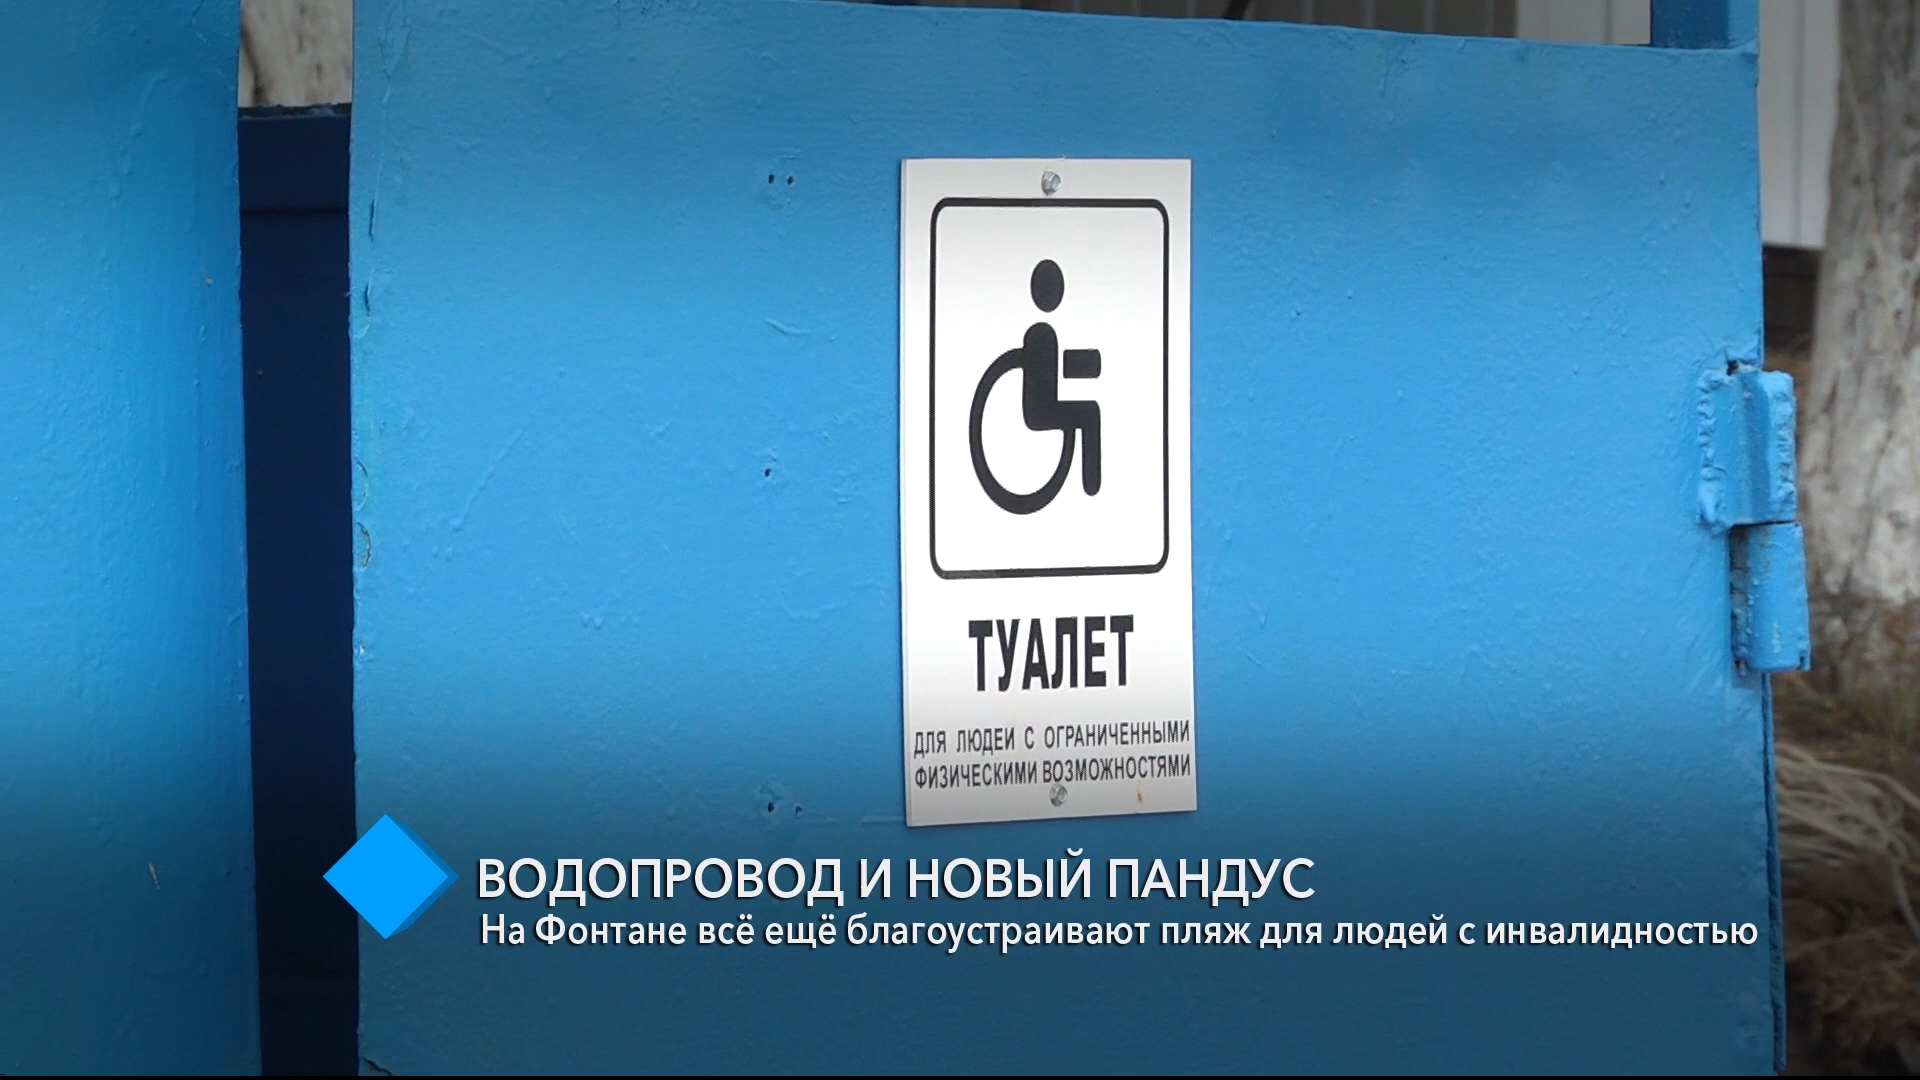 ТУАЛЕТ
ДЛЯ ЛЮДЕЙ С ОГРАНИЧЕННЫМИ
ФИЗИЧЕСКИМИ ВОЗМОЖНОСТЯМИ
ВОДОПРОВОД И НОВЫЙ ПАНДУС
На Фонтане всё ещё благоустраивают пляж для людей с инвалидностью